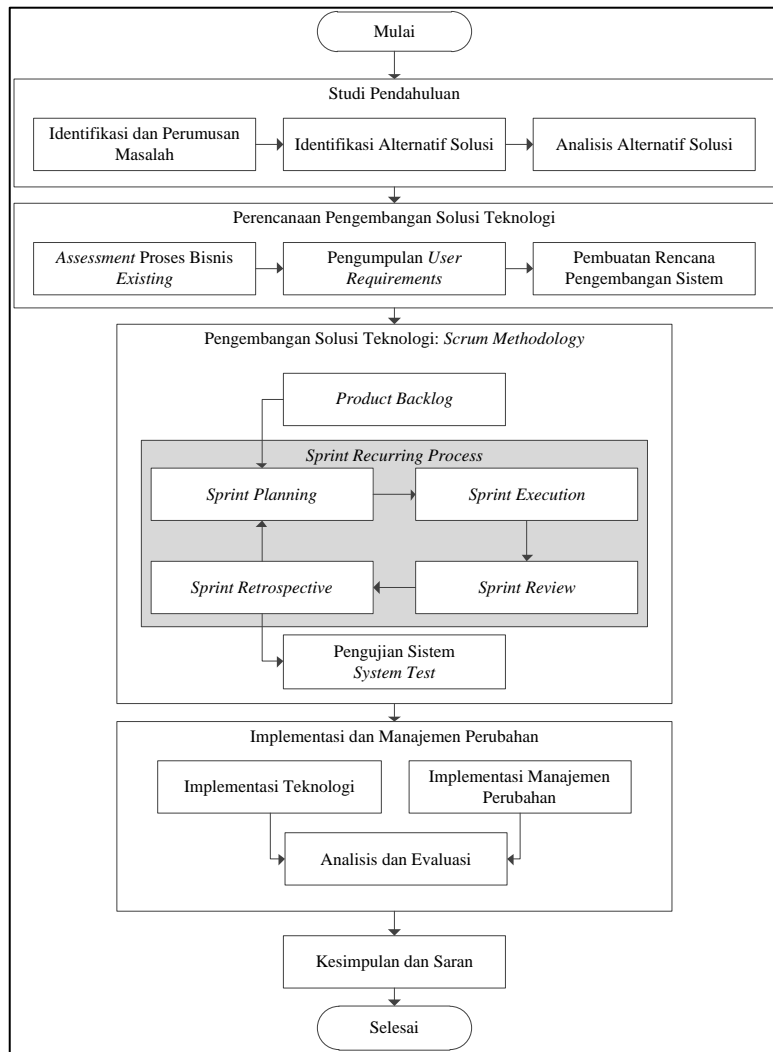 Mulai
Studi Pendahuluan
Identifikasi dan Perumusan
Masalah
Identifikasi Alternatif Solusi
Analisis Alternatif Solusi
Perencanaan Pengembangan Solusi Teknologi
Assessment Proses Bisnis
Existing
Pengumpulan User
Requirements
Pembuatan Rencana
Pengembangan Sistem
Pengembangan Solusi Teknologi: Scrum Methodology
Product Backlog
Sprint Recurring Process
Sprint Planning
Sprint Execution
Sprint Retrospective
Sprint Review
Pengujian Sistem
System Test
Implementasi dan Manajemen Perubahan
Implementasi Teknologi
Implementasi Manajemen
Perubahan
Analisis dan Evaluasi
Kesimpulan dan Saran
Selesai